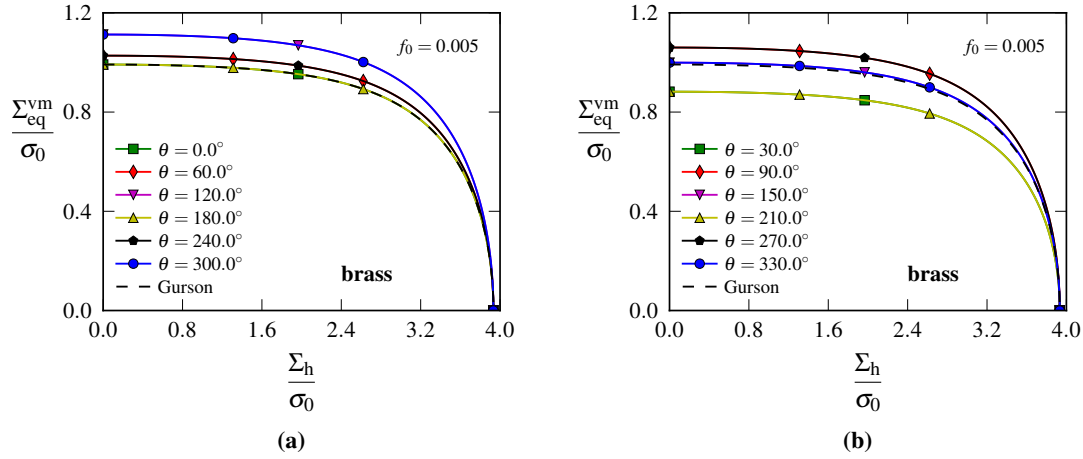 1.2
0.8
0.4
0.0
Σ_eq^vm
σ₀
f₀ = 0.005
θ = 0.0°
θ = 60.0°
θ = 120.0°
θ = 180.0°
θ = 240.0°
θ = 300.0°
Gurson
brass
0.0 0.8 1.6 2.4 3.2 4.0
Σ_h
σ₀
(a)
1.2
0.8
0.4
0.0
Σ_eq^vm
σ₀
f₀ = 0.005
θ = 30.0°
θ = 90.0°
θ = 150.0°
θ = 210.0°
θ = 270.0°
θ = 330.0°
Gurson
brass
0.0 0.8 1.6 2.4 3.2 4.0
Σ_h
σ₀
(b)